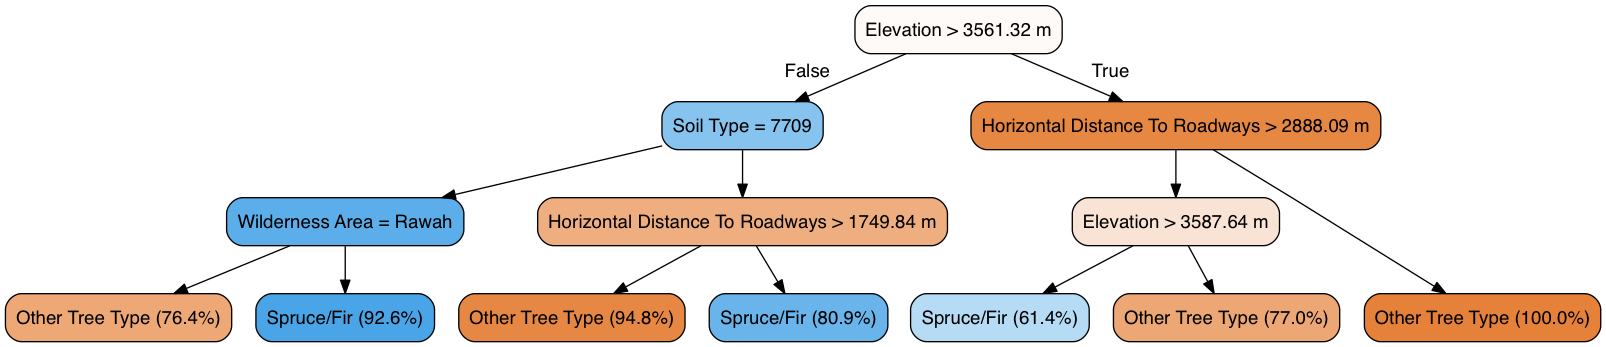 Elevation > 3561.32 m
False
True
Soil Type = 7709
Horizontal Distance To Roadways > 2888.09 m
Wilderness Area = Rawah
Horizontal Distance To Roadways > 1749.84 m
Elevation > 3587.64 m
Other Tree Type (76.4%)
Spruce/Fir (92.6%)
Other Tree Type (94.8%)
Spruce/Fir (80.9%)
Spruce/Fir (61.4%)
Other Tree Type (77.0%)
Other Tree Type (100.0%)